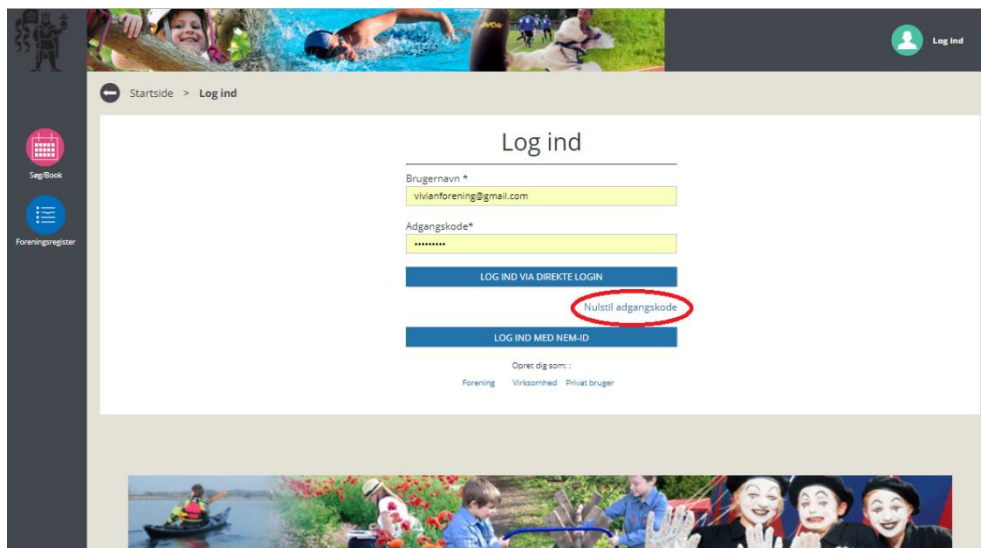 Log Ind
Startside > Log ind
Søg/Book
Foreningsregister
Log ind
Brugernavn *
vivianforening@gmail.com
Adgangskode*
•••••••••
LOG IND VIA DIREKTE LOGIN
Nulstil adgangskode
LOG IND MED NEM-ID
Opret dig som: :
Forening Virksomhed Privat bruger